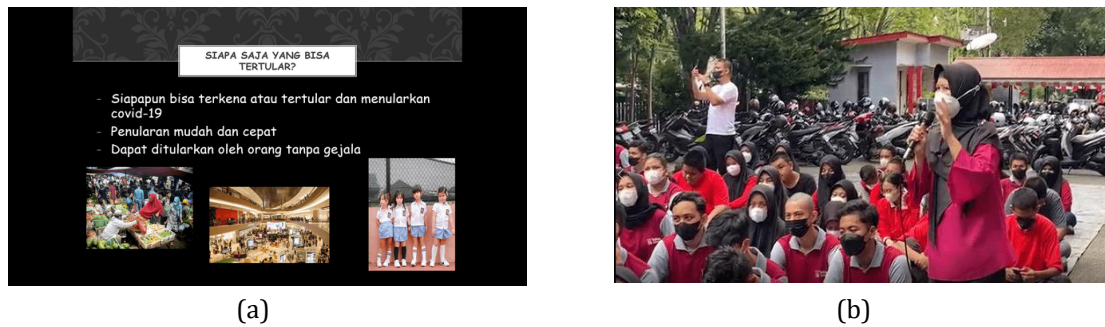 SIAPA SAJA YANG BISA
TERTULAR?
- Siapapun bisa terkena atau tertular dan menularkan
covid-19
- Penularan mudah dan cepat
- Dapat ditularkan oleh orang tanpa gejala
(a)
(b)